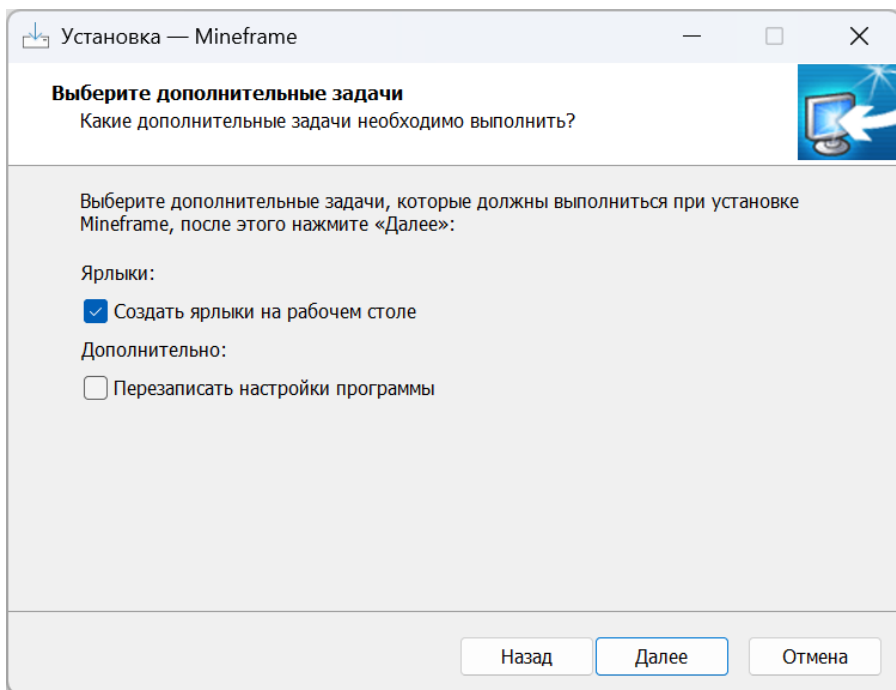 Установка — Mineframe
Выберите дополнительные задачи
Какие дополнительные задачи необходимо выполнить?
Выберите дополнительные задачи, которые должны выполниться при установке
Mineframe, после этого нажмите «Далее»:
Ярлыки:
Создать ярлыки на рабочем столе
Дополнительно:
Перезаписать настройки программы
Назад
Далее
Отмена